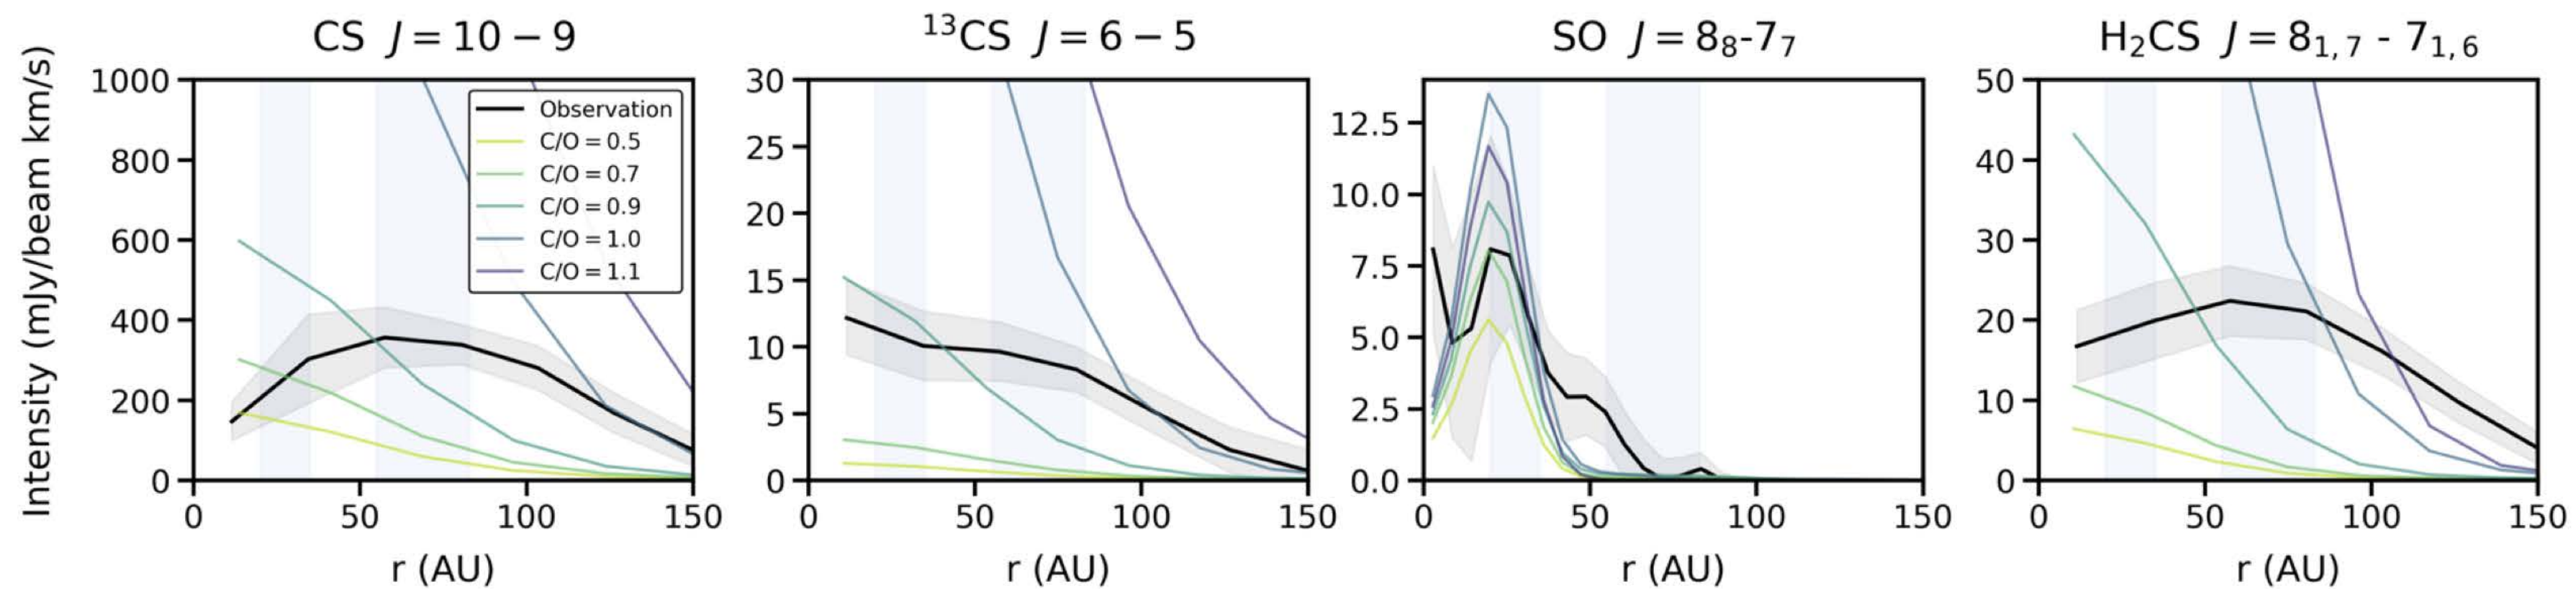 CS J = 10 − 9
Intensity (mJy/beam km/s)
1000
800
600
400
200
0
Observation
C/O = 0.5
C/O = 0.7
C/O = 0.9
C/O = 1.0
C/O = 1.1
0 50 100 150
r (AU)
¹³CS J = 6 − 5
30
25
20
15
10
5
0
0 50 100 150
r (AU)
SO J = 8₈-7₇
12.5
10.0
7.5
5.0
2.5
0.0
0 50 100 150
r (AU)
H₂CS J = 8₁,₇ - 7₁,₆
50
40
30
20
10
0
0 50 100 150
r (AU)